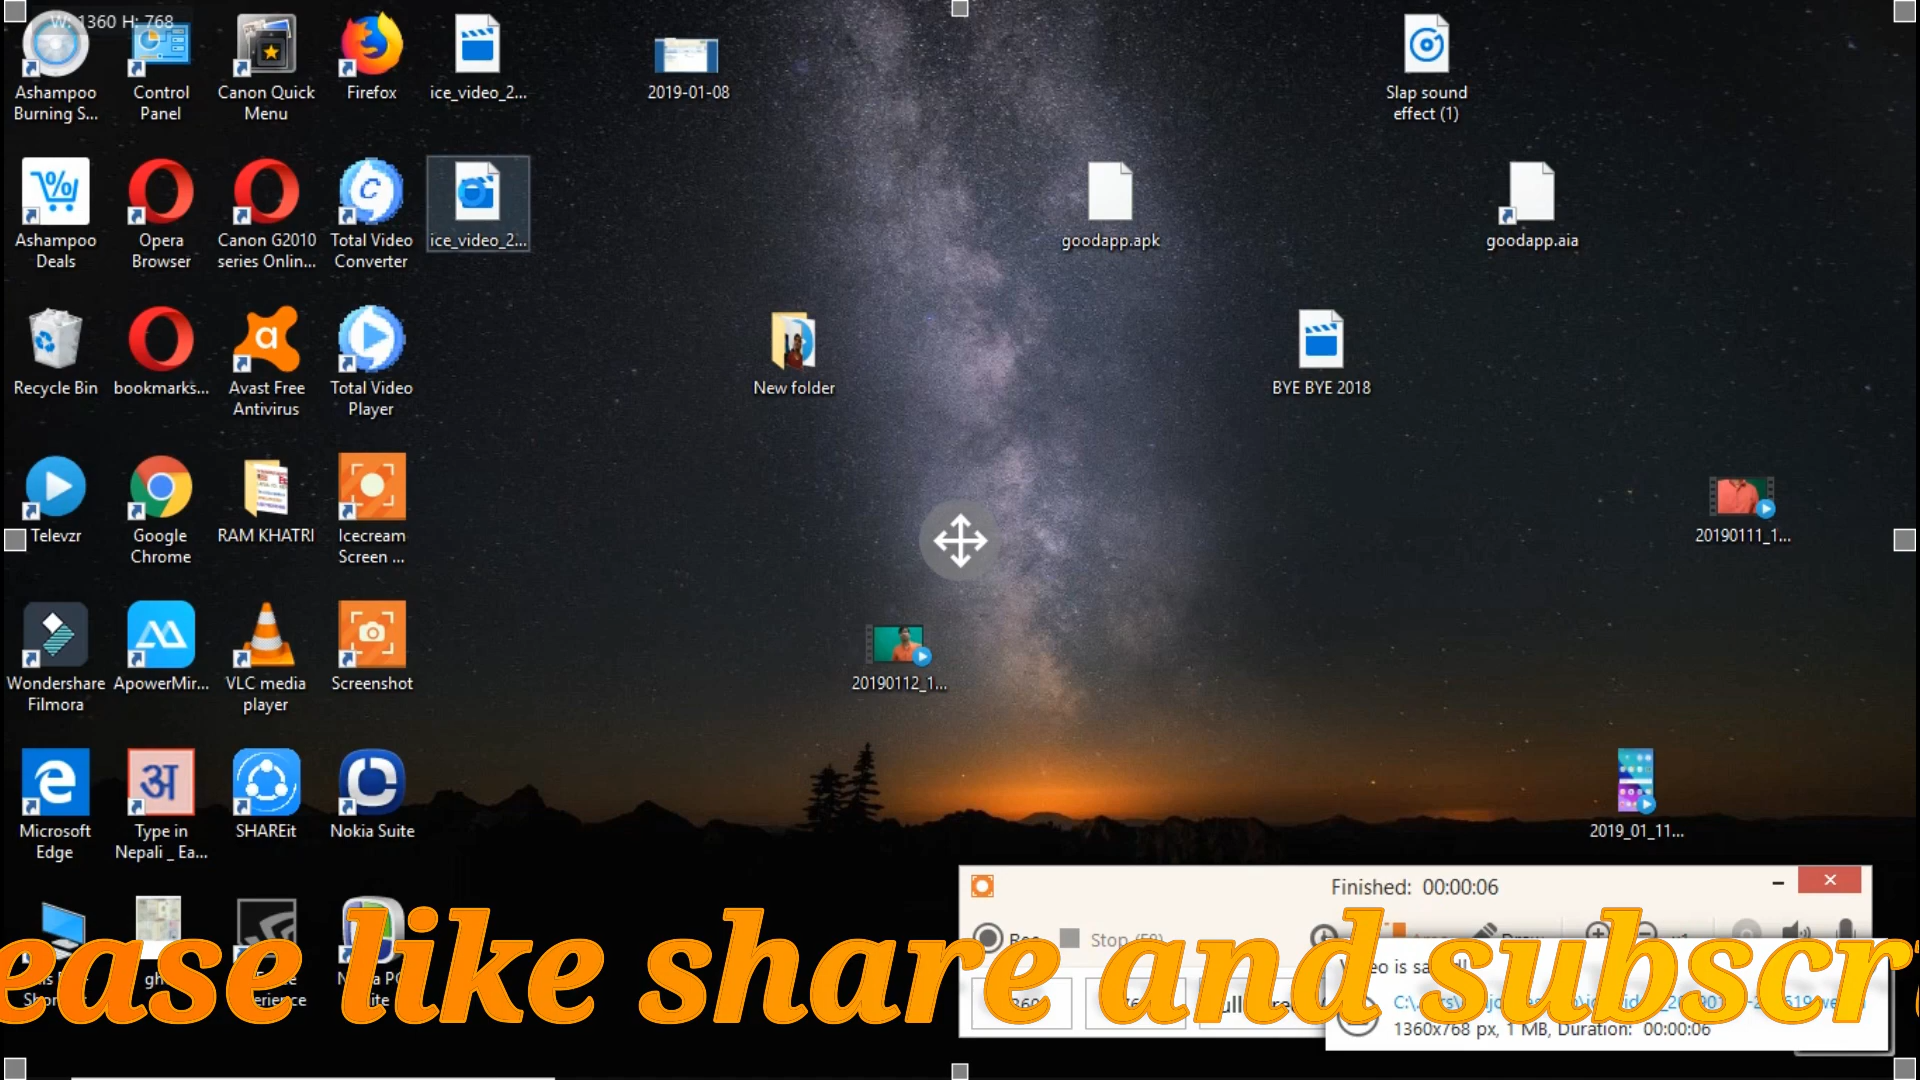 W: 1360 H: 768
Ashampoo
Burning S...
Control
Panel
Canon Quick
Menu
Firefox
ice_video_2...
2019-01-08
Slap sound
effect (1)
Ashampoo
Deals
Opera
Browser
Canon G2010
series Onlin...
Total Video
Converter
ice_video_2...
goodapp.apk
goodapp.aia
Recycle Bin
bookmarks...
Avast Free
Antivirus
Total Video
Player
New folder
BYE BYE 2018
Televzr
Google
Chrome
RAM KHATRI
Icecream
Screen ...
20190111_1...
Wondershare
Filmora
ApowerMir...
VLC media
player
Screenshot
20190112_1...
Microsoft
Edge
अ
Type in
Nepali _ Ea...
SHAREit
Nokia Suite
2019_01_11...
Finished: 00:00:06
Stop
ease like share and subscr
1360x768 px, 1 MB, Duration: 00:00:06